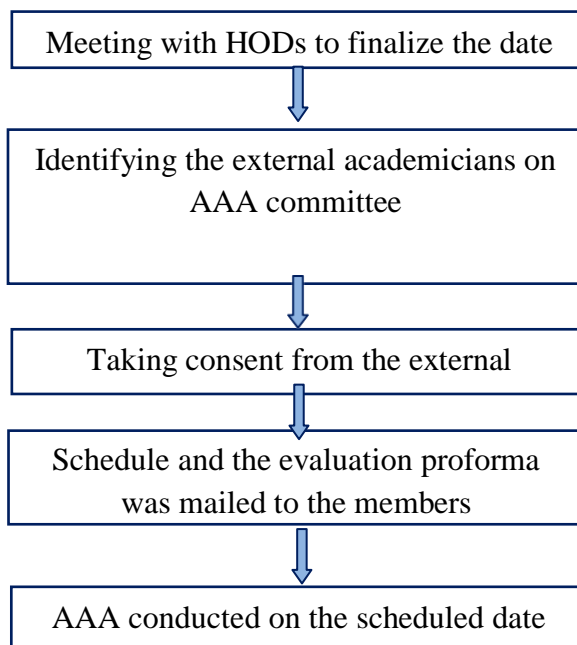 Meeting with HODs to finalize the date
Identifying the external academicians on
AAA committee
Taking consent from the external
Schedule and the evaluation proforma
was mailed to the members
AAA conducted on the scheduled date